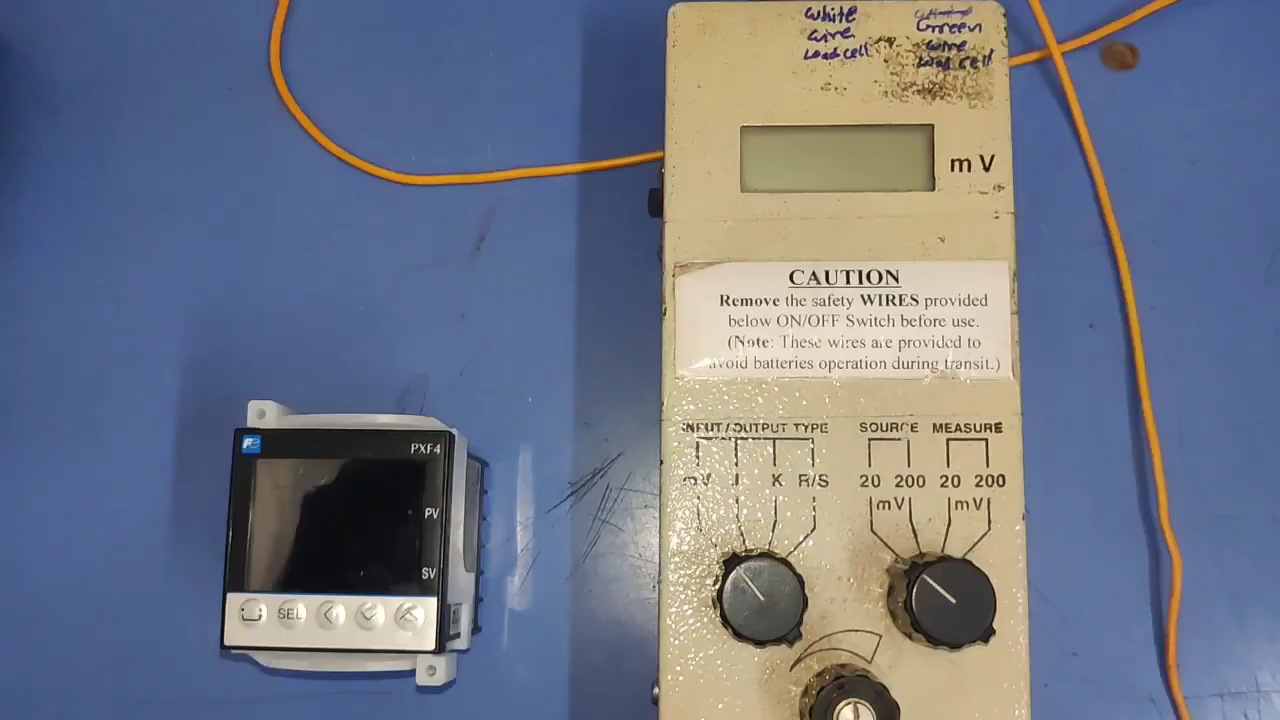 White
wire
Load cell
Green
wire
Load cell
m V
CAUTION
Remove the safety WIRES provided
below ON/OFF Switch before use.
(Note: These wires are provided to
avoid batteries operation during transit.)
INPUT/OUTPUT TYPE
SOURCE
MEASURE
mV
K
R/S
20
200
20
200
mV
mV
PXF4
PV
SV
SEL